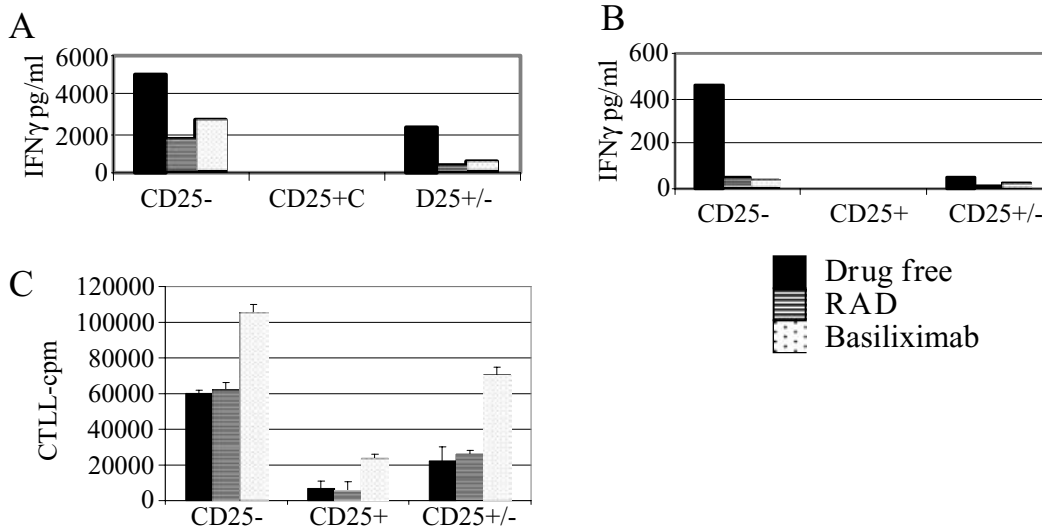 A
IFNγ pg/ml
6000
4000
2000
0
CD25-
CD25+C
D25+/-
B
IFNγ pg/ml
600
400
200
0
CD25-
CD25+
CD25+/-
Drug free
RAD
Basiliximab
C
CTLL-cpm
120000
100000
80000
60000
40000
20000
0
CD25-
CD25+
CD25+/-